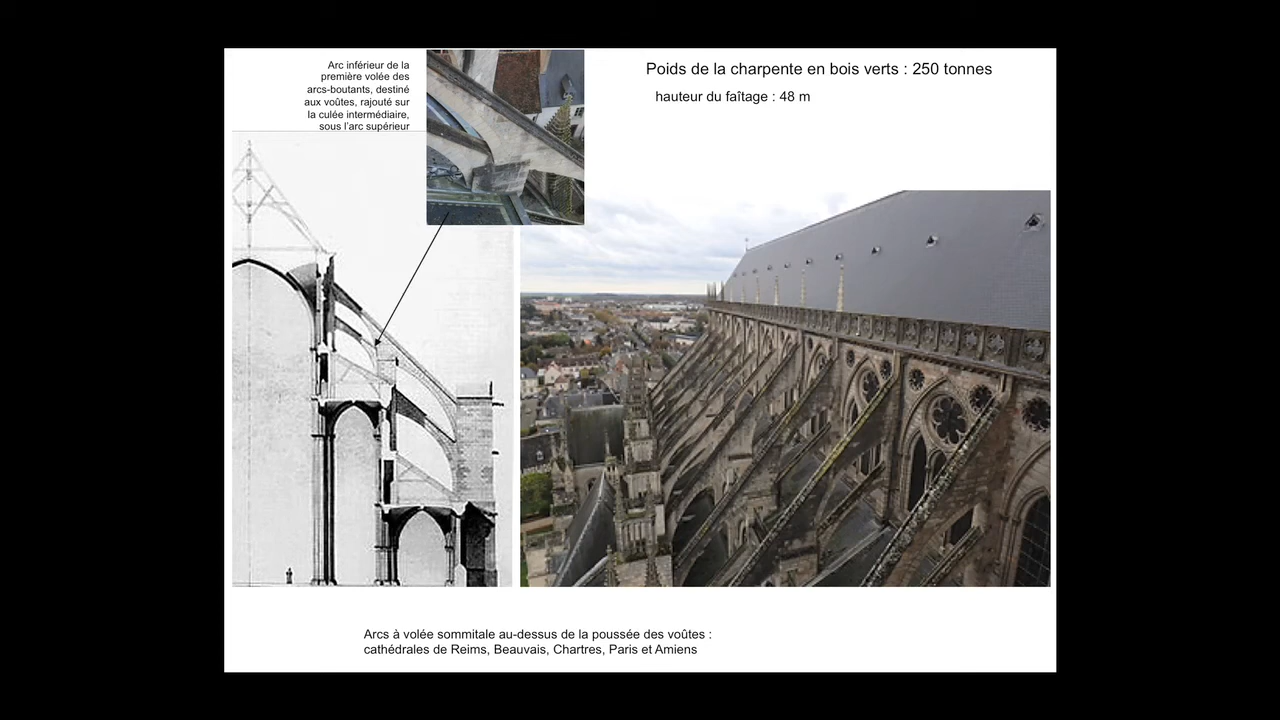 Arc inférieur de la
première volée des
arcs-boutants, destiné
aux voûtes, rajouté sur
la culée intermédiaire,
sous l'arc supérieur
Poids de la charpente en bois verts : 250 tonnes
hauteur du faîtage : 48 m
Arcs à volée sommitale au-dessus de la poussée des voûtes :
cathédrales de Reims, Beauvais, Chartres, Paris et Amiens